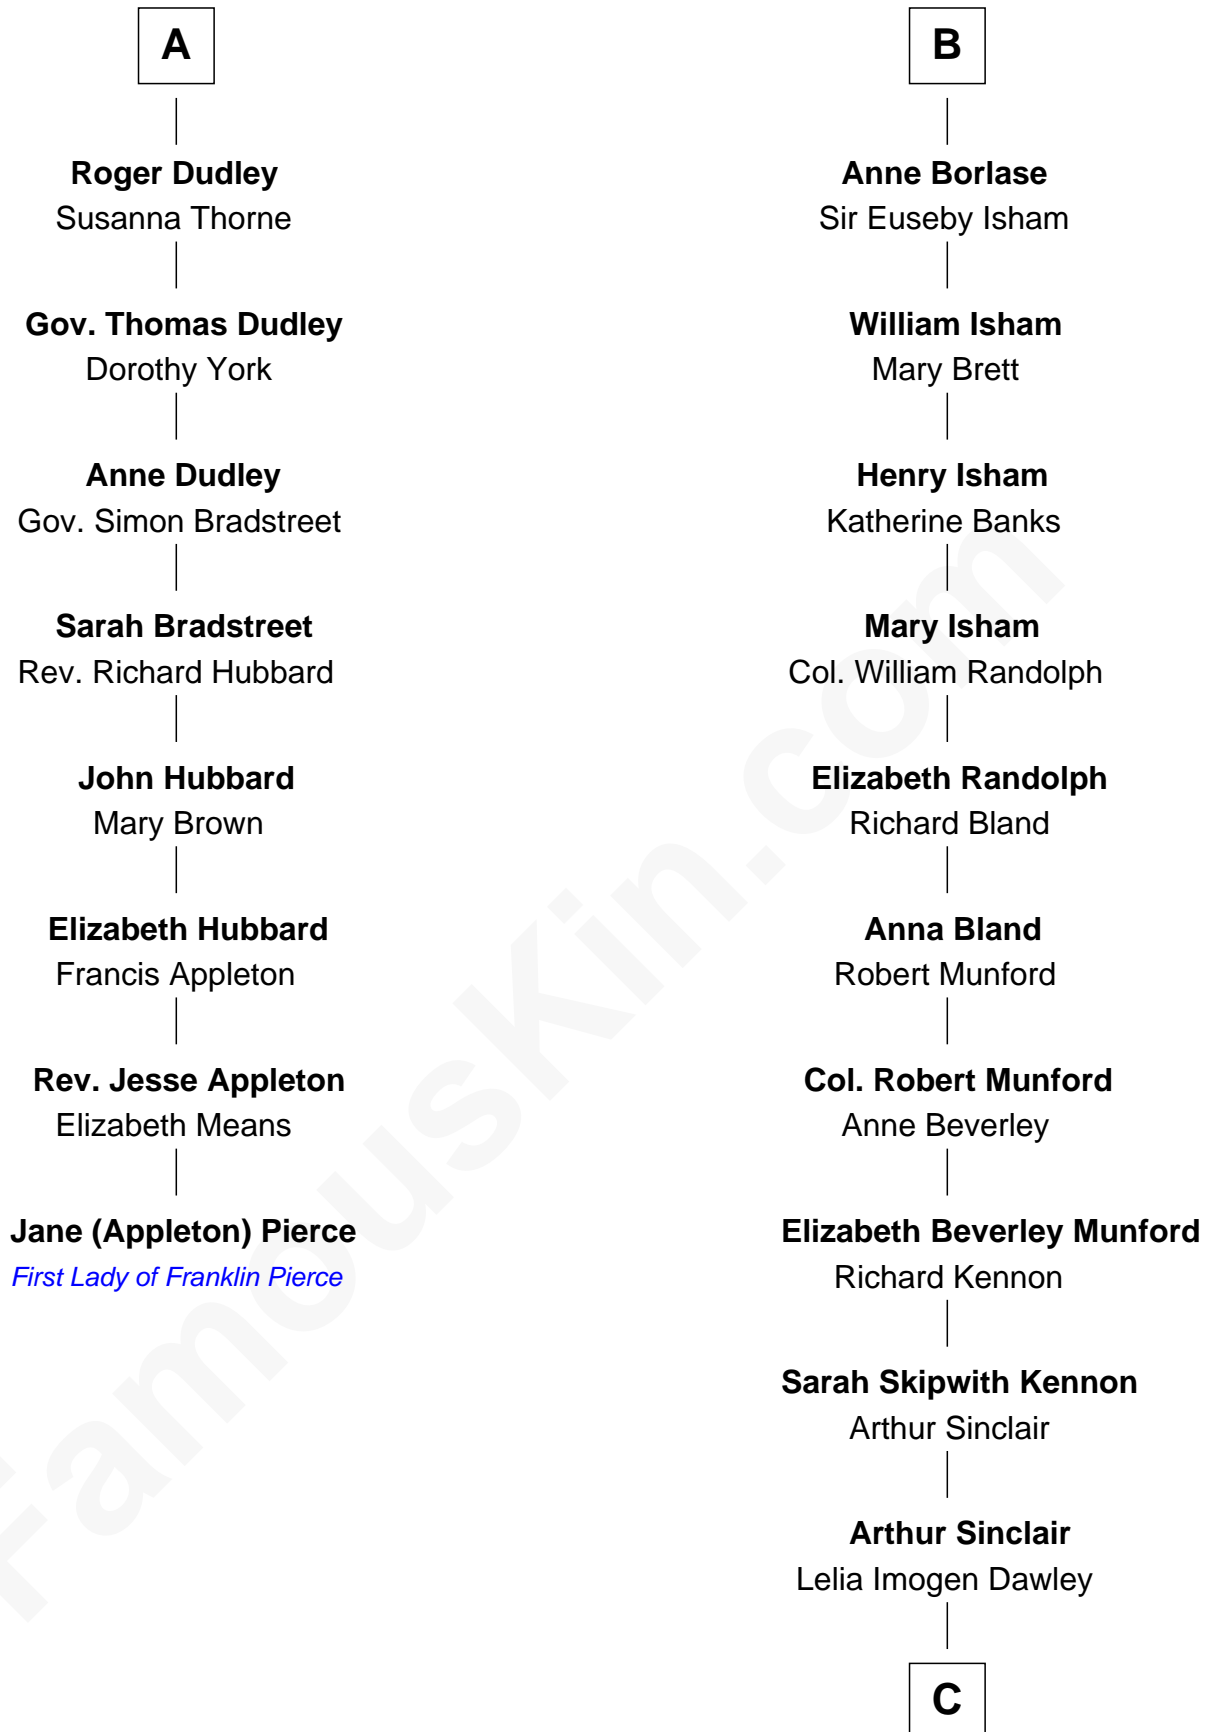 A
Roger Dudley
Susanna Thorne
Gov. Thomas Dudley
Dorothy York
Anne Dudley
Gov. Simon Bradstreet
Sarah Bradstreet
Rev. Richard Hubbard
John Hubbard
Mary Brown
Elizabeth Hubbard
Francis Appleton
Rev. Jesse Appleton
Elizabeth Means
Jane (Appleton) Pierce
First Lady of Franklin Pierce
B
Anne Borlase
Sir Euseby Isham
William Isham
Mary Brett
Henry Isham
Katherine Banks
Mary Isham
Col. William Randolph
Elizabeth Randolph
Richard Bland
Anna Bland
Robert Munford
Col. Robert Munford
Anne Beverley
Elizabeth Beverley Munford
Richard Kennon
Sarah Skipwith Kennon
Arthur Sinclair
Arthur Sinclair
Lelia Imogen Dawley
C
FamousKin.com